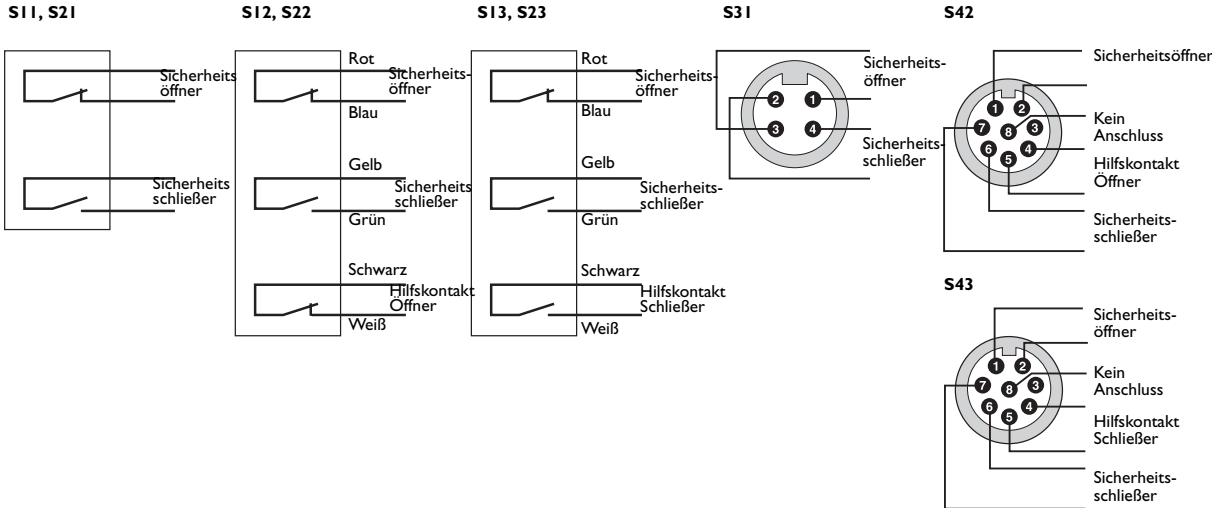 S11, S21
Sicherheits
öffner
Sicherheits
schließer
S12, S22
Rot
Sicherheits-
öffner
Blau
Gelb
Sicherheits
schließer
Grün
Schwarz
Hilfskontakt
Öffner
Weiß
S13, S23
Rot
Sicherheits-
öffner
Blau
Gelb
Sicherheits-
schließer
Grün
Schwarz
Hilfskontakt
Schließer
Weiß
S31
Sicherheits-
öffner
2 1
3 4
Sicherheits-
schließer
S42
Sicherheitsöffner
1 2
7 8 3
6 4
5
Kein
Anschluss
Hilfskontakt
Öffner
Sicherheits-
schließer
S43
Sicherheits-
öffner
1 2
7 8 3
6 4
5
Kein
Anschluss
Hilfskontakt
Schließer
Sicherheits-
schließer